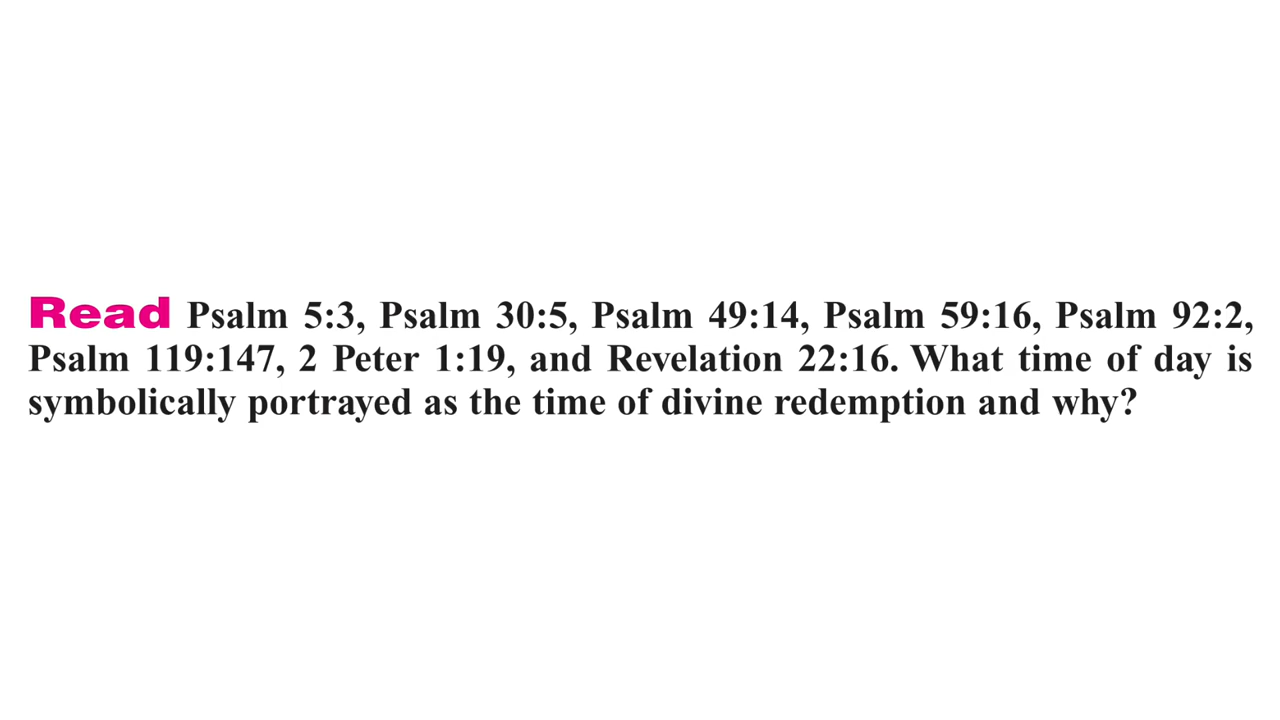 Read Psalm 5:3, Psalm 30:5, Psalm 49:14, Psalm 59:16, Psalm 92:2,
Psalm 119:147, 2 Peter 1:19, and Revelation 22:16. What time of day is
symbolically portrayed as the time of divine redemption and why?